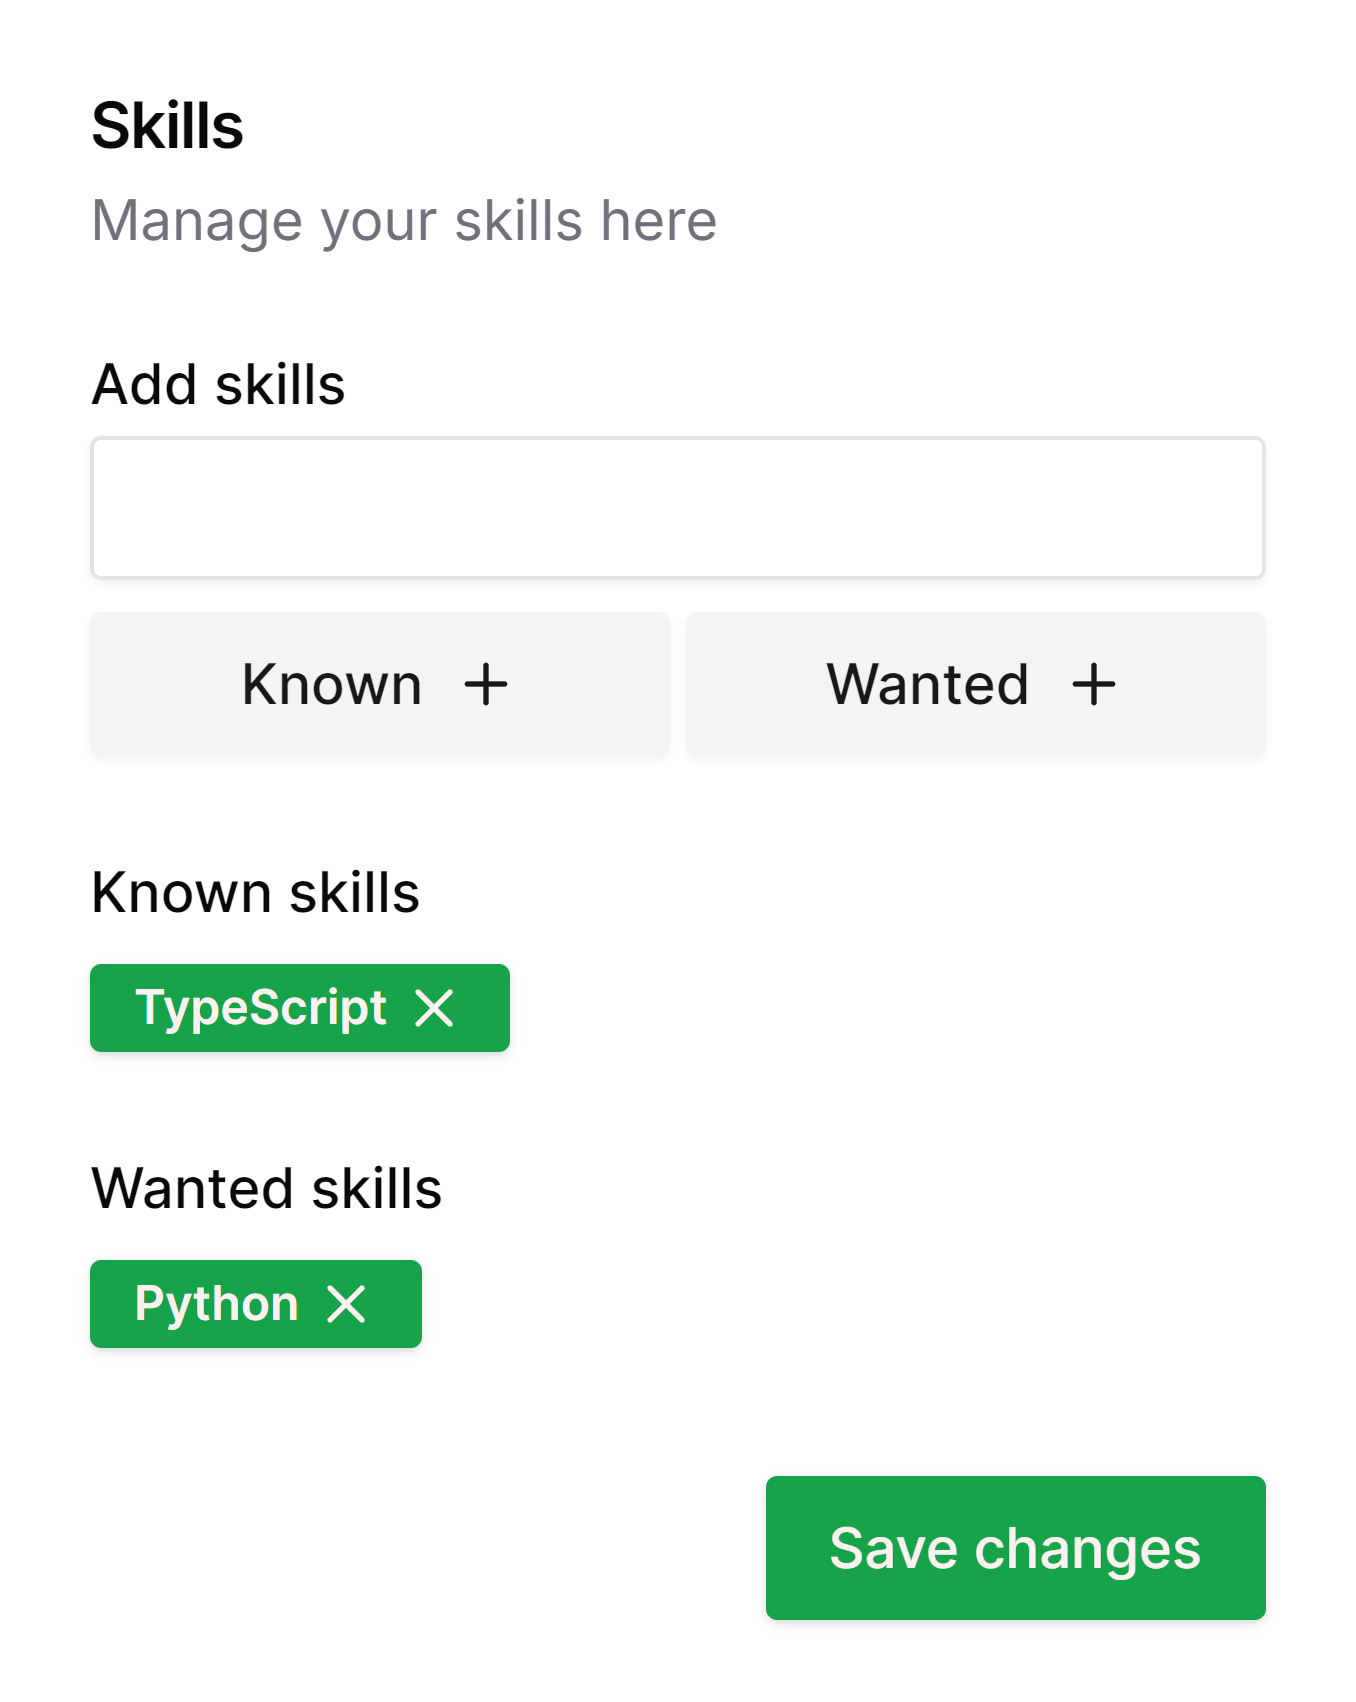 Skills
Manage your skills here
Add skills
Known
Wanted
Known skills
TypeScript
Wanted skills
Python
Save changes